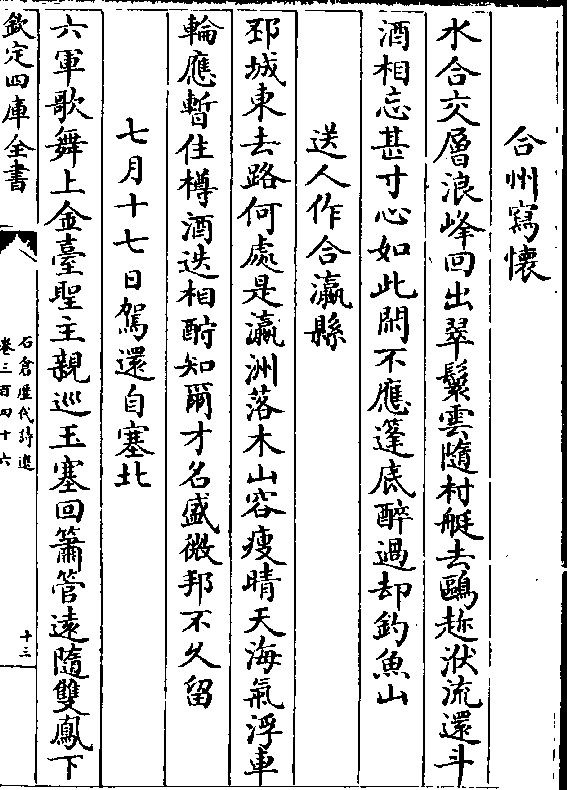 合州寫懷
水合交層浪峰回出翠鬟雲隨村艇去鷗趂洑流還斗
酒相忘甚寸心如此閒不應蓬底醉過却釣魚山
送人作合瀛縣
邳城東去路何處是瀛洲落木山容瘦晴天海氣浮車
輪應暫住樽酒迭相酧知爾才名盛微邦不久留
七月十七日駕還自塞北
六軍歌舞上金臺聖主親巡玉塞回簫管遠隨雙鳳下
欽定四庫全書
石倉歴代詩選
卷三百四十六
十三